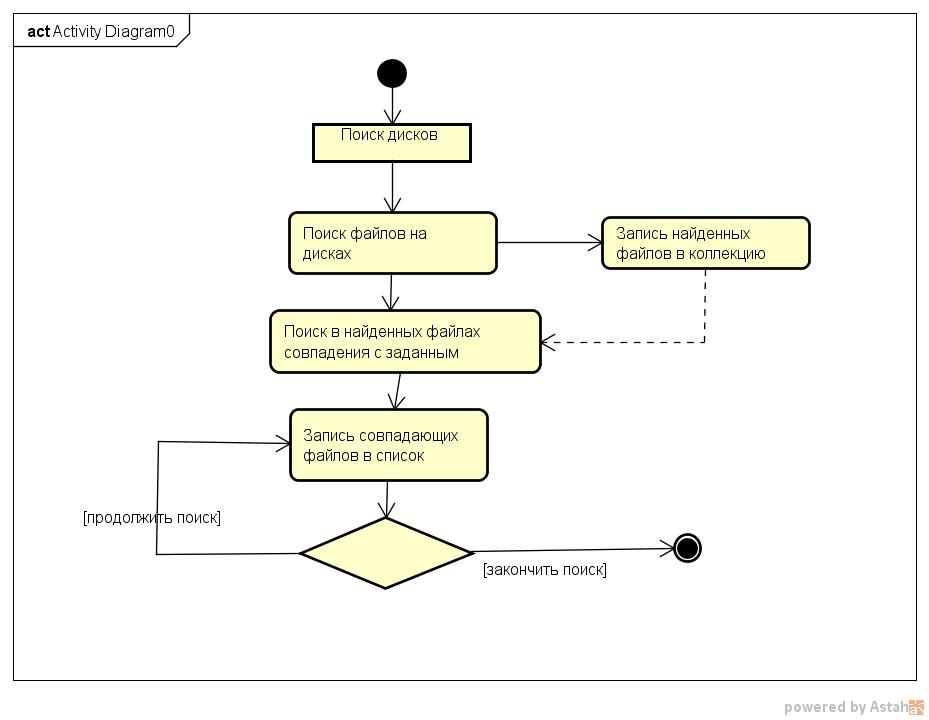 act Activity Diagram0
Поиск дисков
Поиск файлов на
дисках
Запись найденных
файлов в коллекцию
Поиск в найденных файлах
совпадения с заданным
Запись совпадающих
файлов в список
[продолжить поиск]
[закончить поиск]
powered by Astah